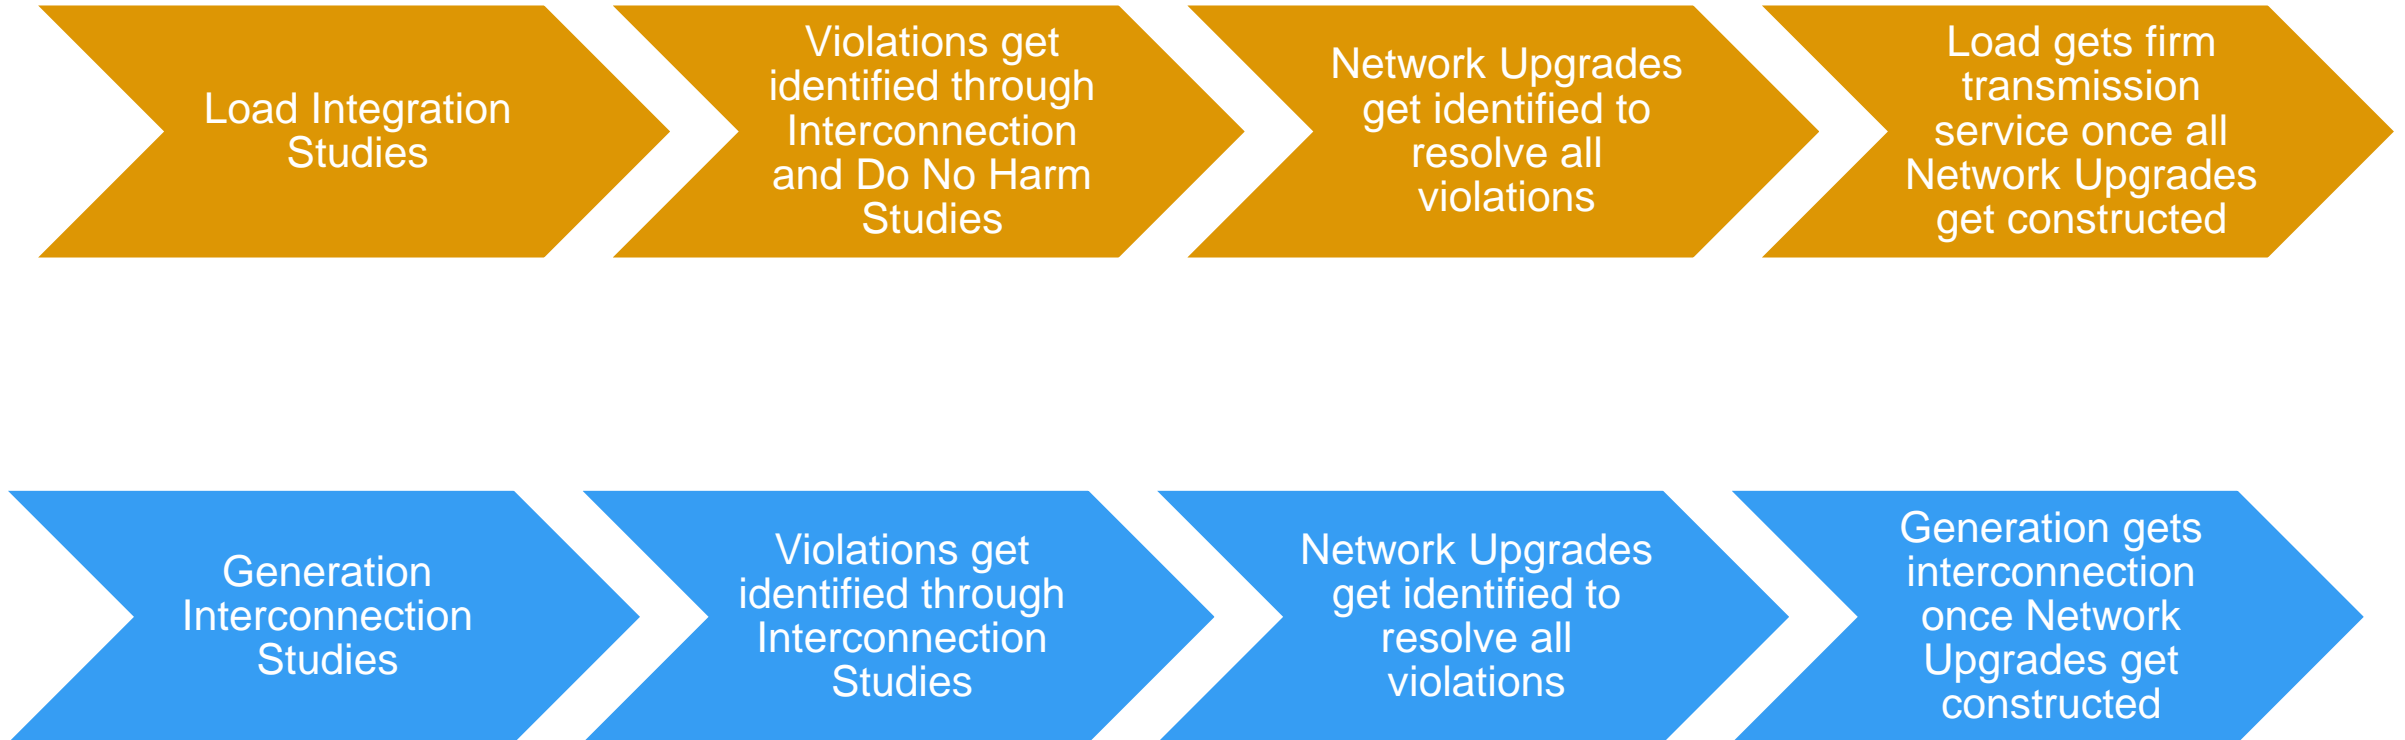 Load Integration
Studies
Violations get
identified through
Interconnection
and Do No Harm
Studies
Network Upgrades
get identified to
resolve all
violations
Load gets firm
transmission
service once all
Network Upgrades
get constructed
Generation
Interconnection
Studies
Violations get
identified through
Interconnection
Studies
Network Upgrades
get identified to
resolve all
violations
Generation gets
interconnection
once Network
Upgrades get
constructed